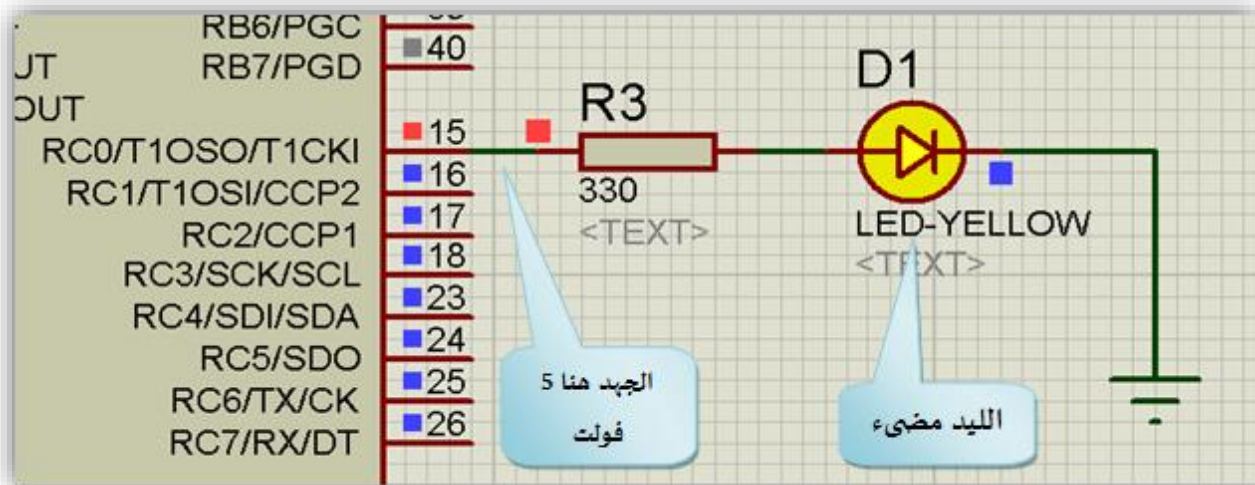 RB6/PGC
UT RB7/PGD 40
OUT
RC0/T1OSO/T1CKI 15
RC1/T1OSI/CCP2 16
RC2/CCP1 17
RC3/SCK/SCL 18
RC4/SDI/SDA 23
RC5/SDO 24
RC6/TX/CK 25
RC7/RX/DT 26
R3
330
<TEXT>
D1
LED-YELLOW
<TEXT>
الجهد هنا 5
فولت
الليد مضىء